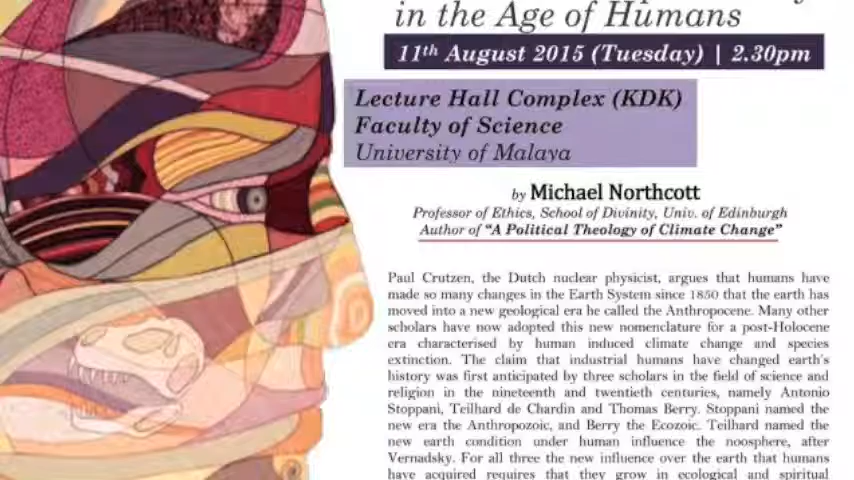 in the Age of Humans
11th August 2015 (Tuesday) | 2.30pm
Lecture Hall Complex (KDK)
Faculty of Science
University of Malaya
by Michael Northcott
Professor of Ethics, School of Divinity, Univ. of Edinburgh
Author of "A Political Theology of Climate Change"
Paul Crutzen, the Dutch nuclear physicist, argues that humans have
made so many changes in the Earth System since 1850 that the earth has
moved into a new geological era he called the Anthropocene. Many other
scholars have now adopted this new nomenclature for a post-Holocene
era characterised by human induced climate change and species
extinction. The claim that industrial humans have changed earth's
history was first anticipated by three scholars in the field of science and
religion in the nineteenth and twentieth centuries, namely Antonio
Stoppani, Teilhard de Chardin and Thomas Berry. Stoppani named the
new era the Anthropozoic, and Berry the Ecozoic. Teilhard named the
new earth condition under human influence the noosphere, after
Vernadsky. For all three the new influence over the earth that humans
have acquired requires that they grow in ecological and spiritual